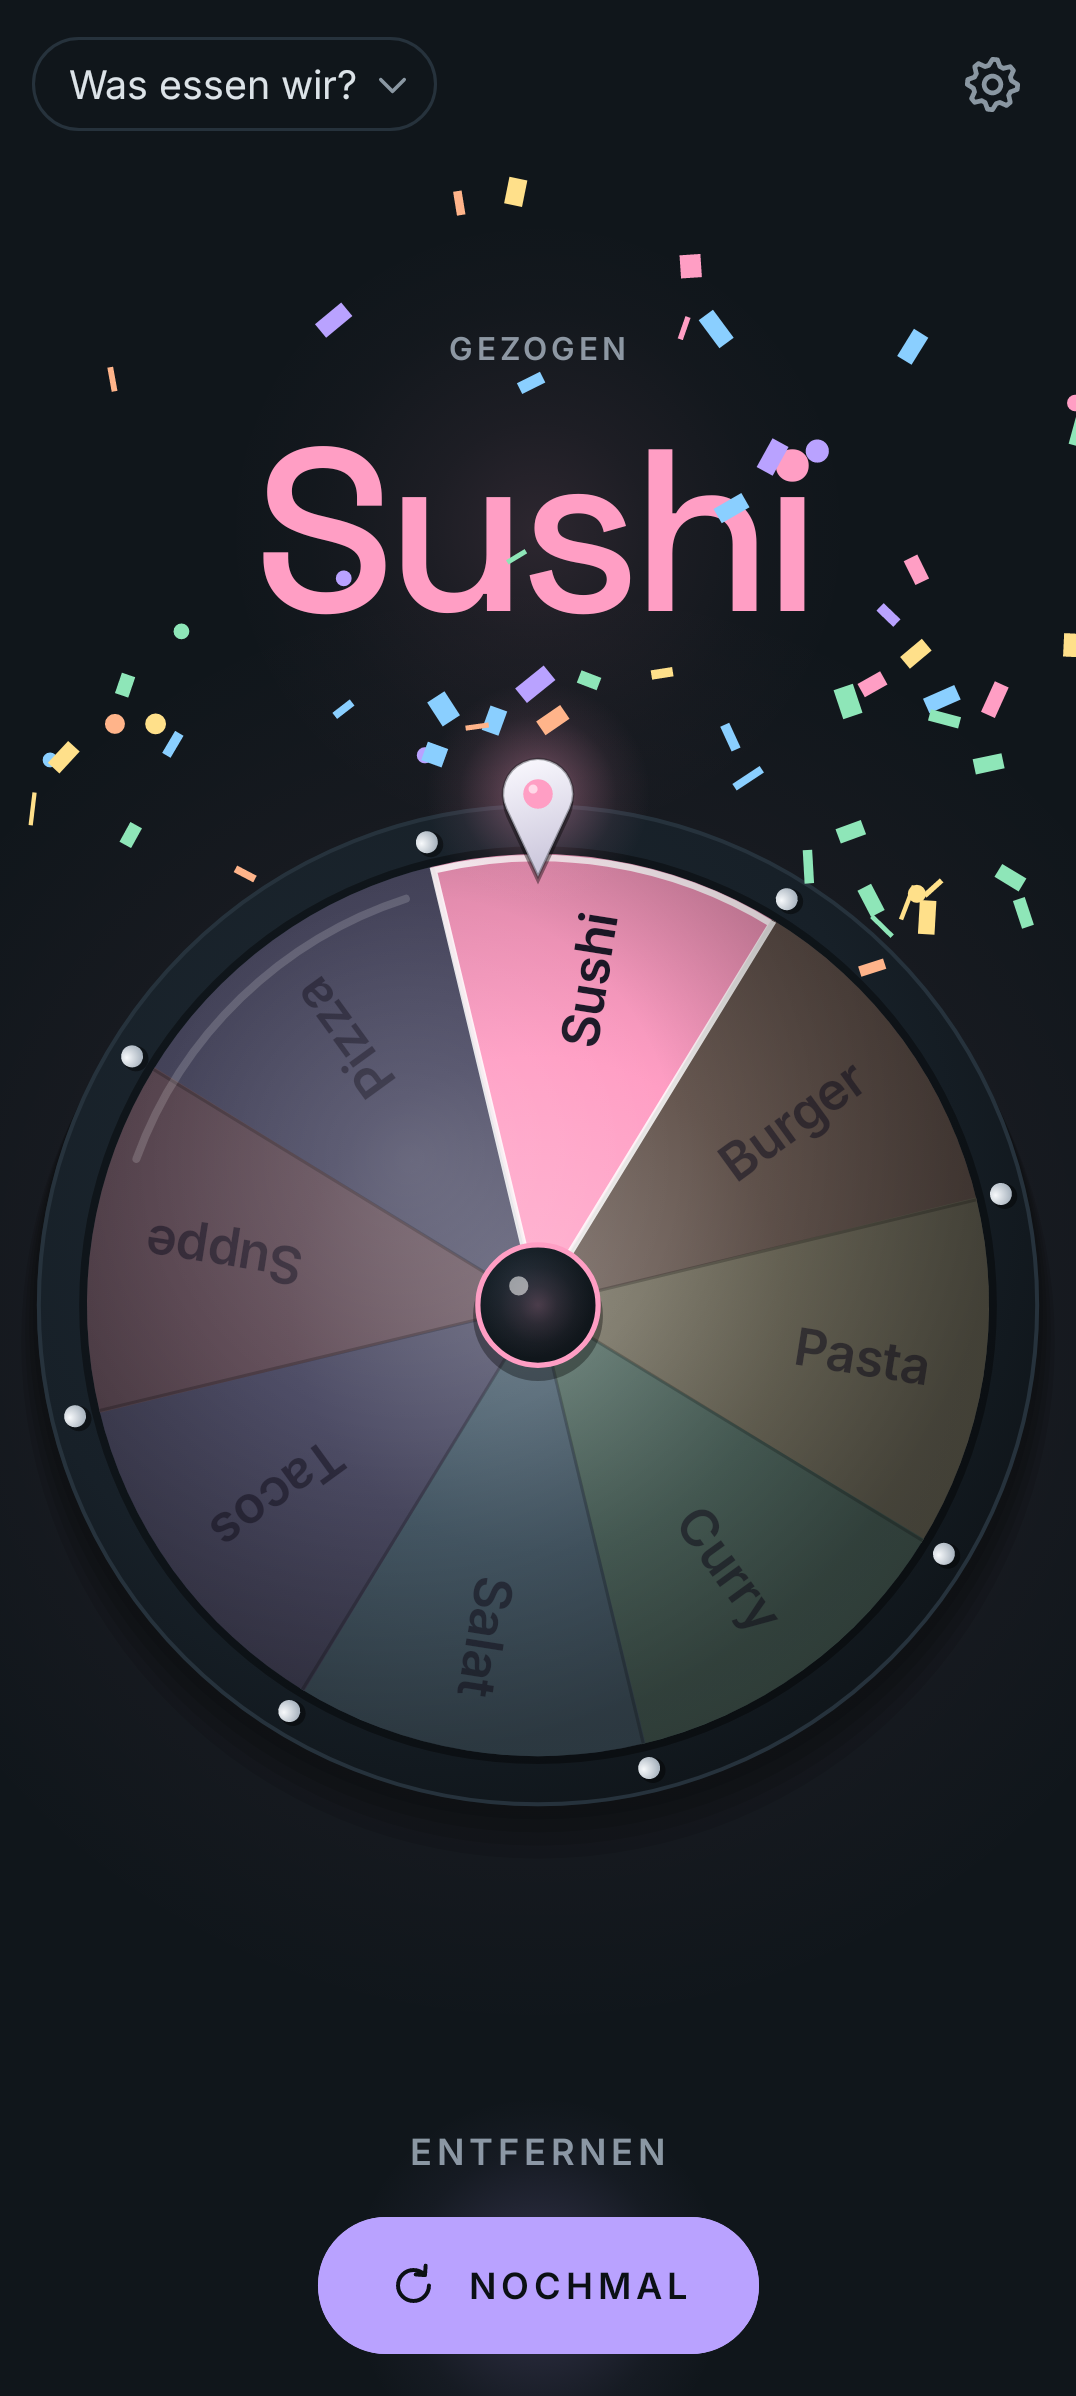 Was essen wir?
GEZOGEN
Sushi
Sushi
Burger
Pasta
Curry
Salat
Tacos
Suppe
Pizza
ENTFERNEN
NOCHMAL